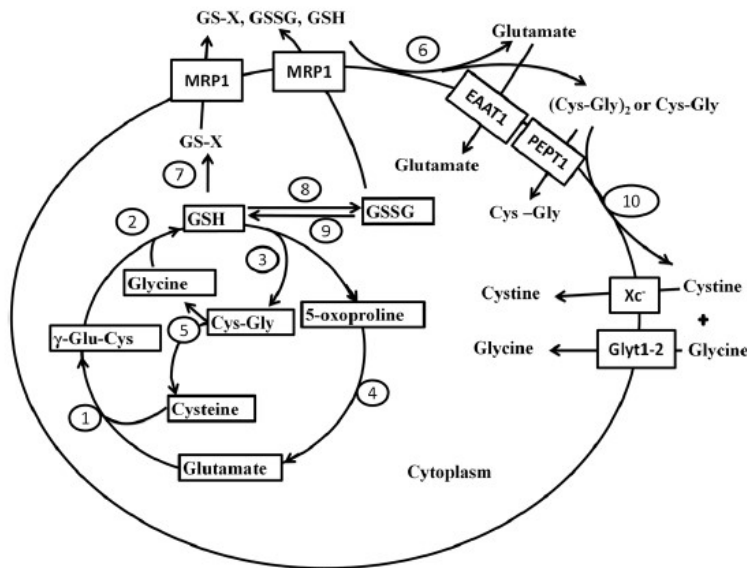 GS-X, GSSG, GSH
6
Glutamate
MRP1
MRP1
EAAT1
(Cys-Gly)₂ or Cys-Gly
GS-X
Glutamate
PEPT1
7
8
10
2
GSH
GSSG
Cys –Gly
9
3
Glycine
Cystine
Xc⁻
Cystine
5
Cys-Gly
5-oxoproline
+
γ-Glu-Cys
Glycine
Glyt1-2
Glycine
1
Cysteine
4
Glutamate
Cytoplasm